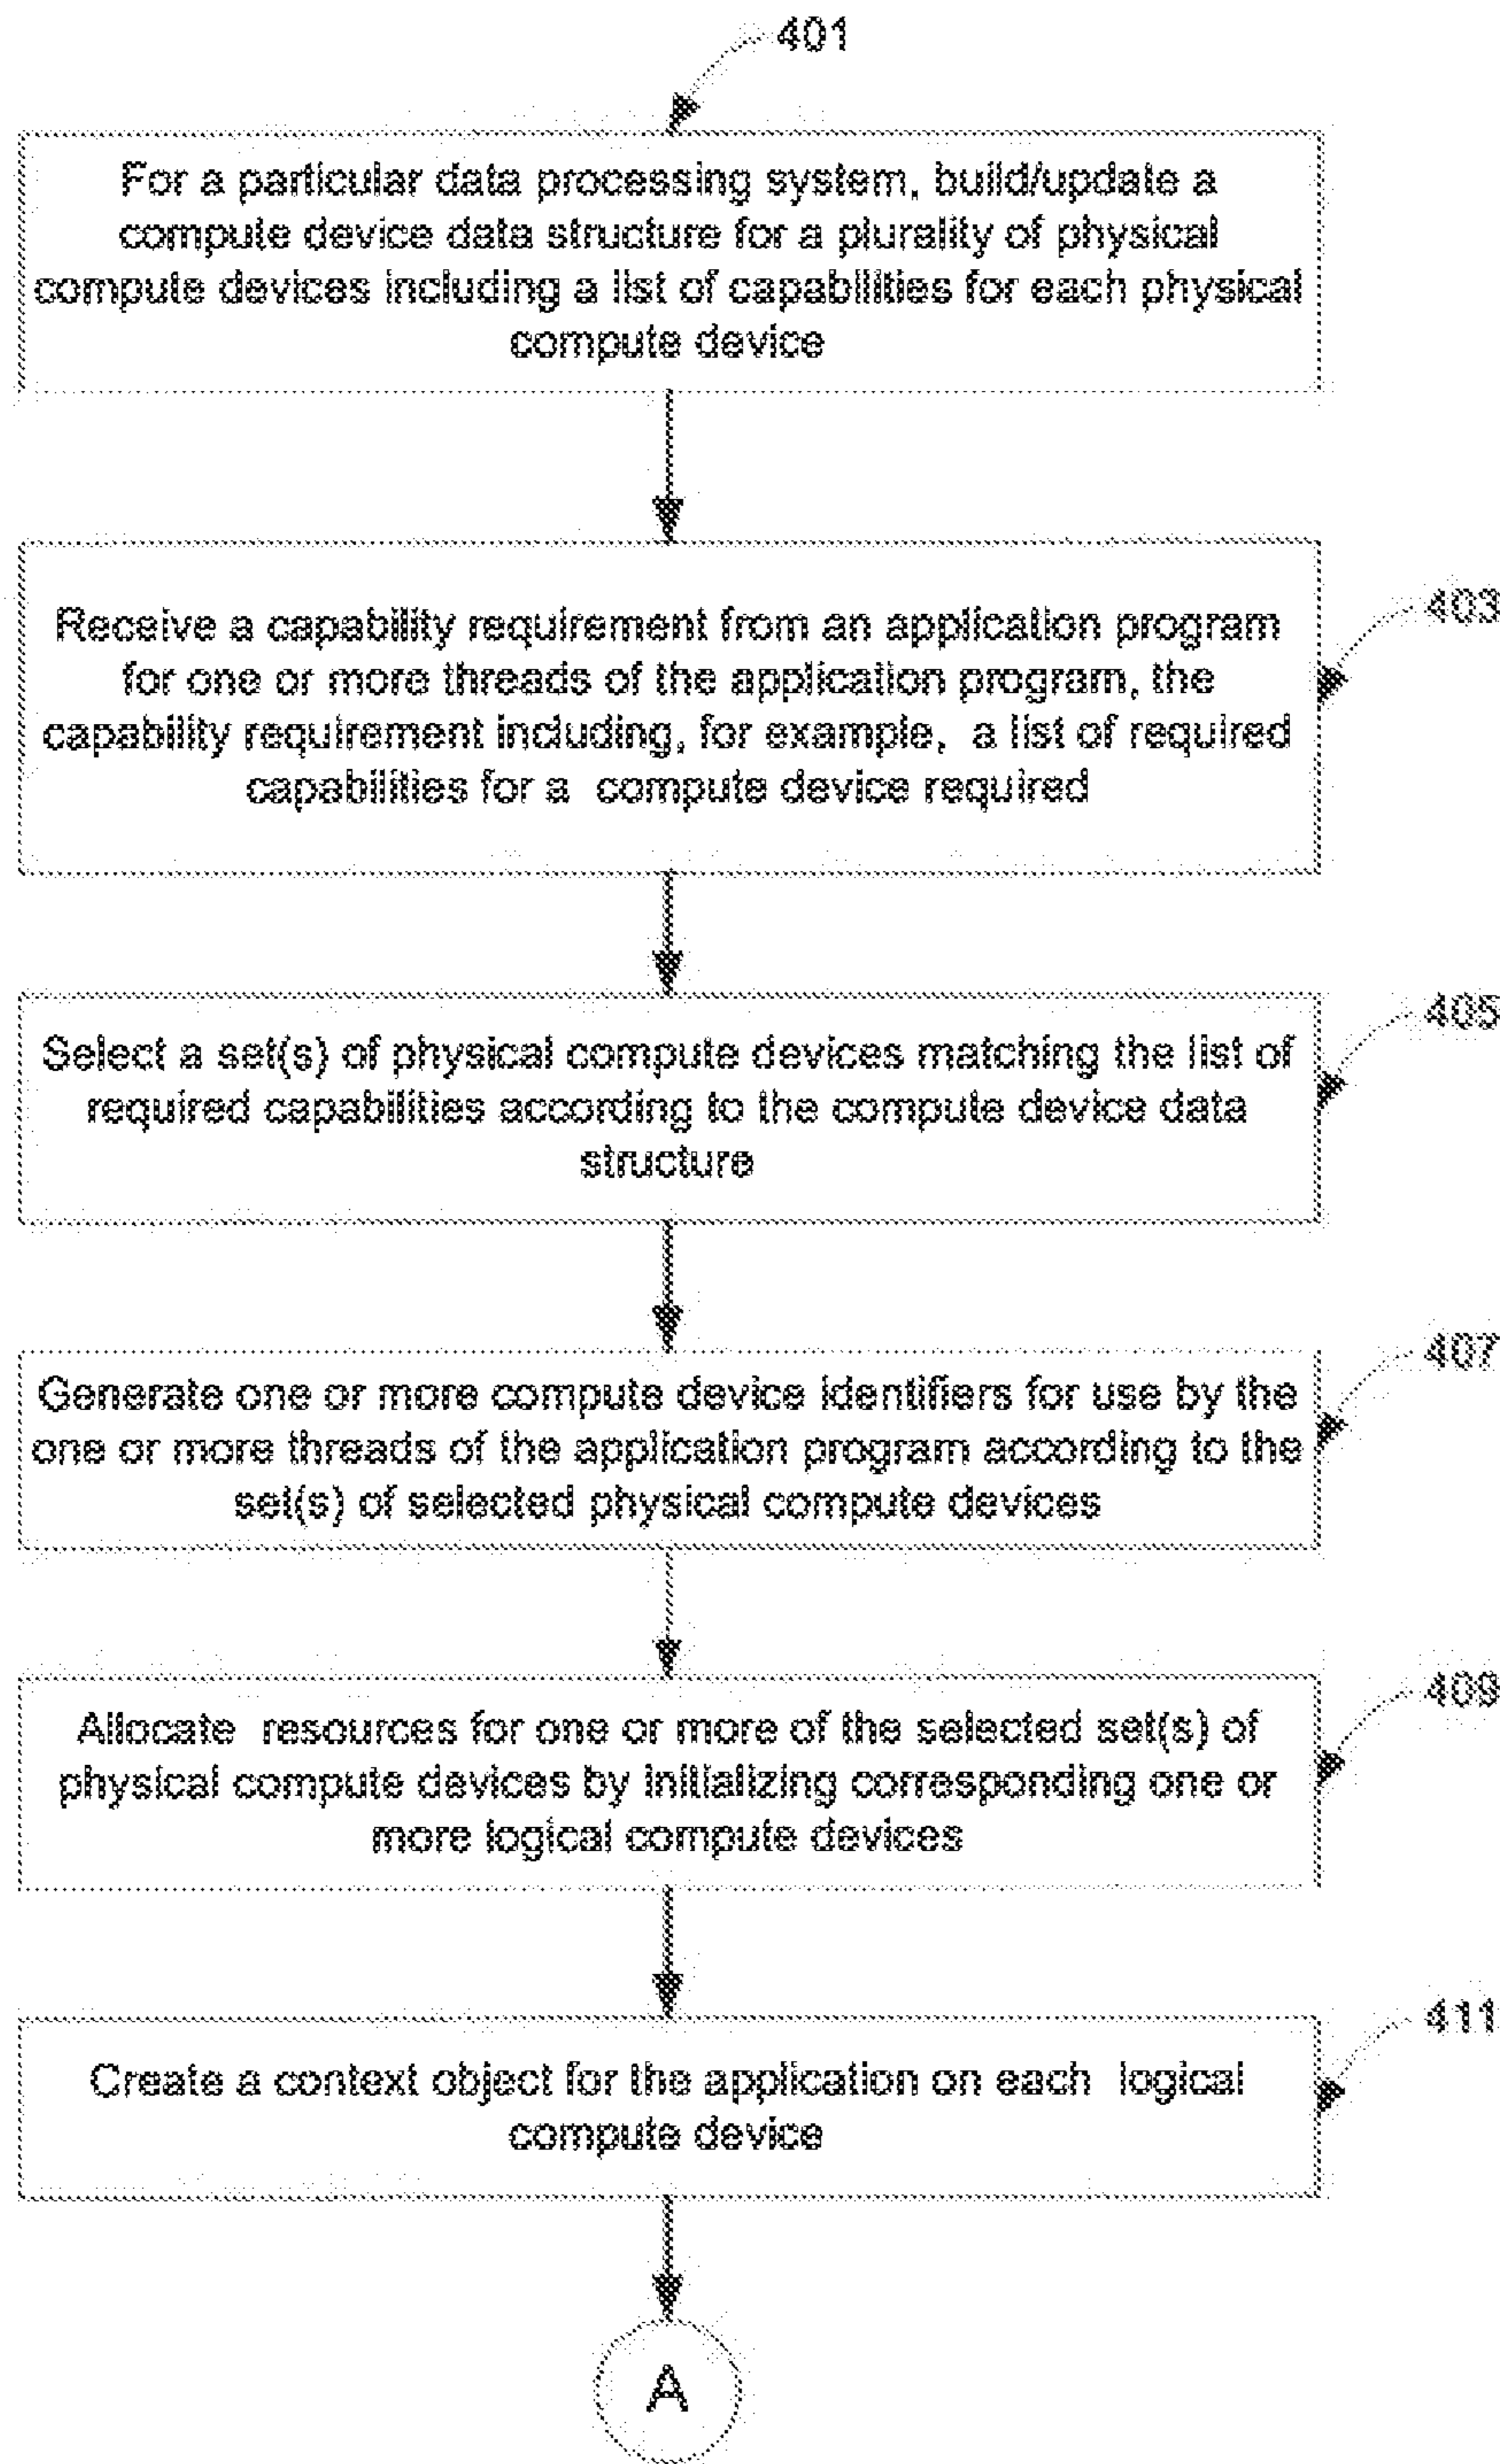 401
For a particular data processing system, build/update a
compute device data structure for a plurality of physical
compute devices including a list of capabilities for each physical
compute device
403
Receive a capability requirement from an application program
for one or more threads of the application program, the
capability requirement including, for example, a list of required
capabilities for a compute device required
405
Select a set(s) of physical compute devices matching the list of
required capabilities according to the compute device data
structure
407
Generate one or more compute device identifiers for use by the
one or more threads of the application program according to the
set(s) of selected physical compute devices
409
Allocate resources for one or more of the selected set(s) of
physical compute devices by initializing corresponding one or
more logical compute devices
411
Create a context object for the application on each logical
compute device
A